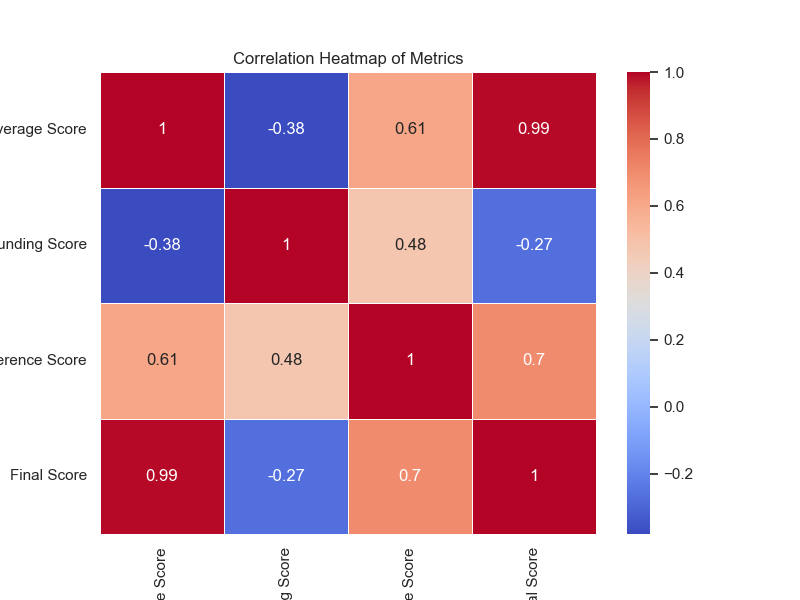 Correlation Heatmap of Metrics
verage Score 1 -0.38 0.61 0.99
unding Score -0.38 1 0.48 -0.27
erence Score 0.61 0.48 1 0.7
Final Score 0.99 -0.27 0.7 1
e Score
g Score
e Score
al Score
1.0
0.8
0.6
0.4
0.2
0.0
−0.2